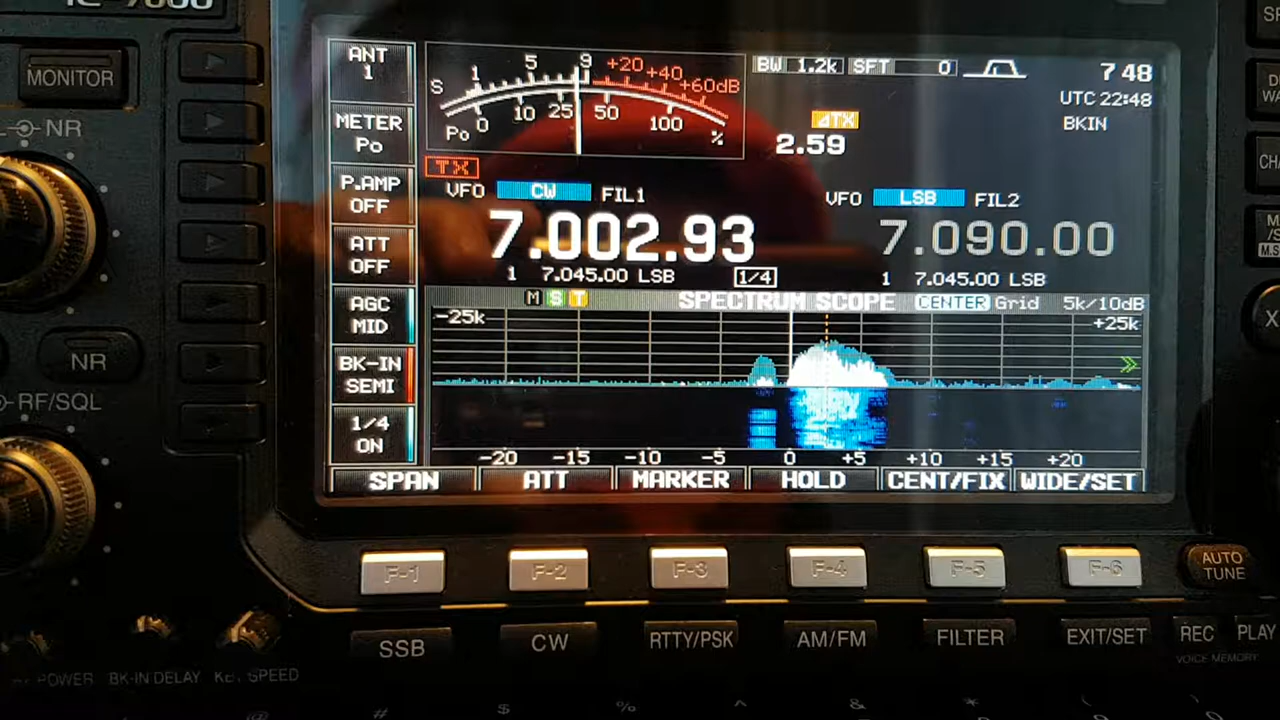 IC-7600
MONITOR
NR
NR
RF/SQL
ANT
1
METER
Po
P.AMP
OFF
ATT
OFF
AGC
MID
BK-IN
SEMI
1/4
ON
S 1 5 9 +20 +40 +60dB
Po 0 10 25 50 100 %
BW 1.2k SFT 0
7 48
UTC 22:48
BKIN
⊿TX
2.59
TX
VFO CW FIL1
7.002.93
1 7.045.00 LSB 1/4
VFO LSB FIL2
7.090.00
1 7.045.00 LSB
M S T SPECTRUM SCOPE CENTER Grid 5k/10dB
-25k +25k
-20 -15 -10 -5 0 +5 +10 +15 +20
SPAN ATT MARKER HOLD CENT/FIX WIDE/SET
F-1 F-2 F-3 F-4 F-5 F-6
AUTO
TUNE
SSB CW RTTY/PSK AM/FM FILTER EXIT/SET REC PLAY
VOICE MEMORY
POWER BK-IN DELAY KEY SPEED
@ # $ % ^ & * ( )